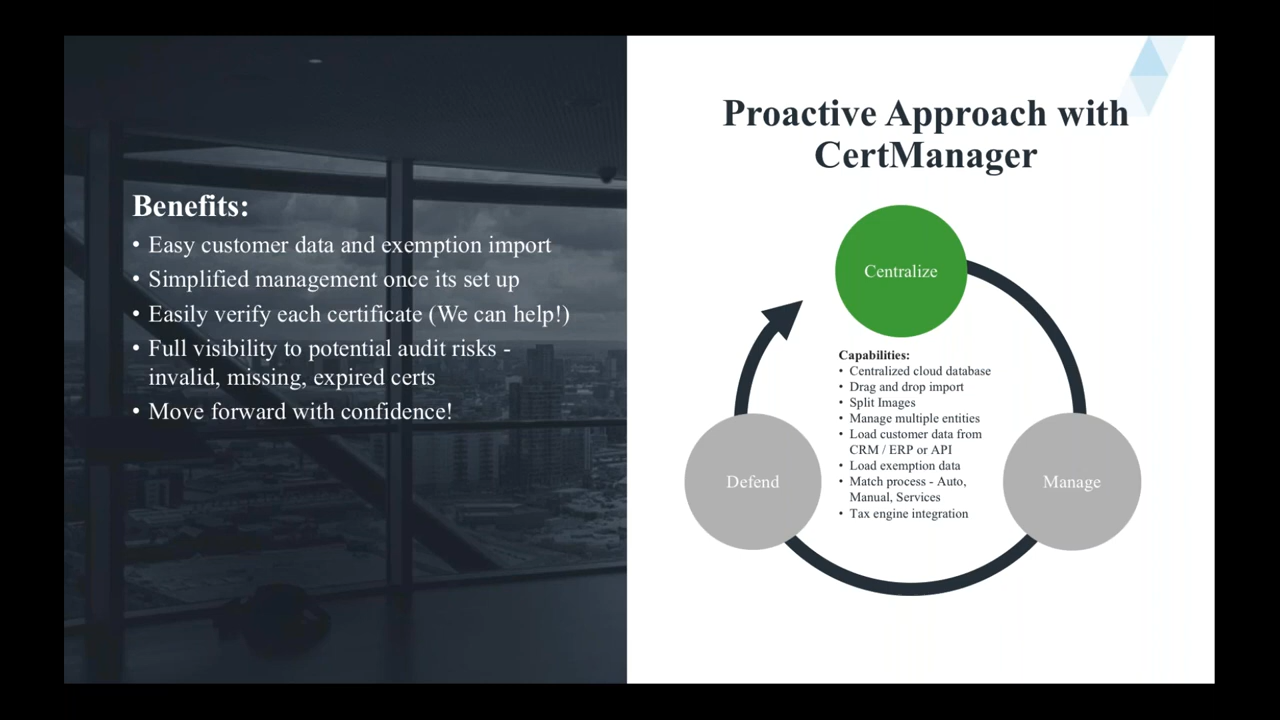 Benefits:
• Easy customer data and exemption import
• Simplified management once its set up
• Easily verify each certificate (We can help!)
• Full visibility to potential audit risks -
invalid, missing, expired certs
• Move forward with confidence!
Proactive Approach with
CertManager
Centralize
Capabilities:
• Centralized cloud database
• Drag and drop import
• Split Images
• Manage multiple entities
• Load customer data from
CRM / ERP or API
• Load exemption data
• Match process - Auto,
Manual, Services
• Tax engine integration
Defend
Manage